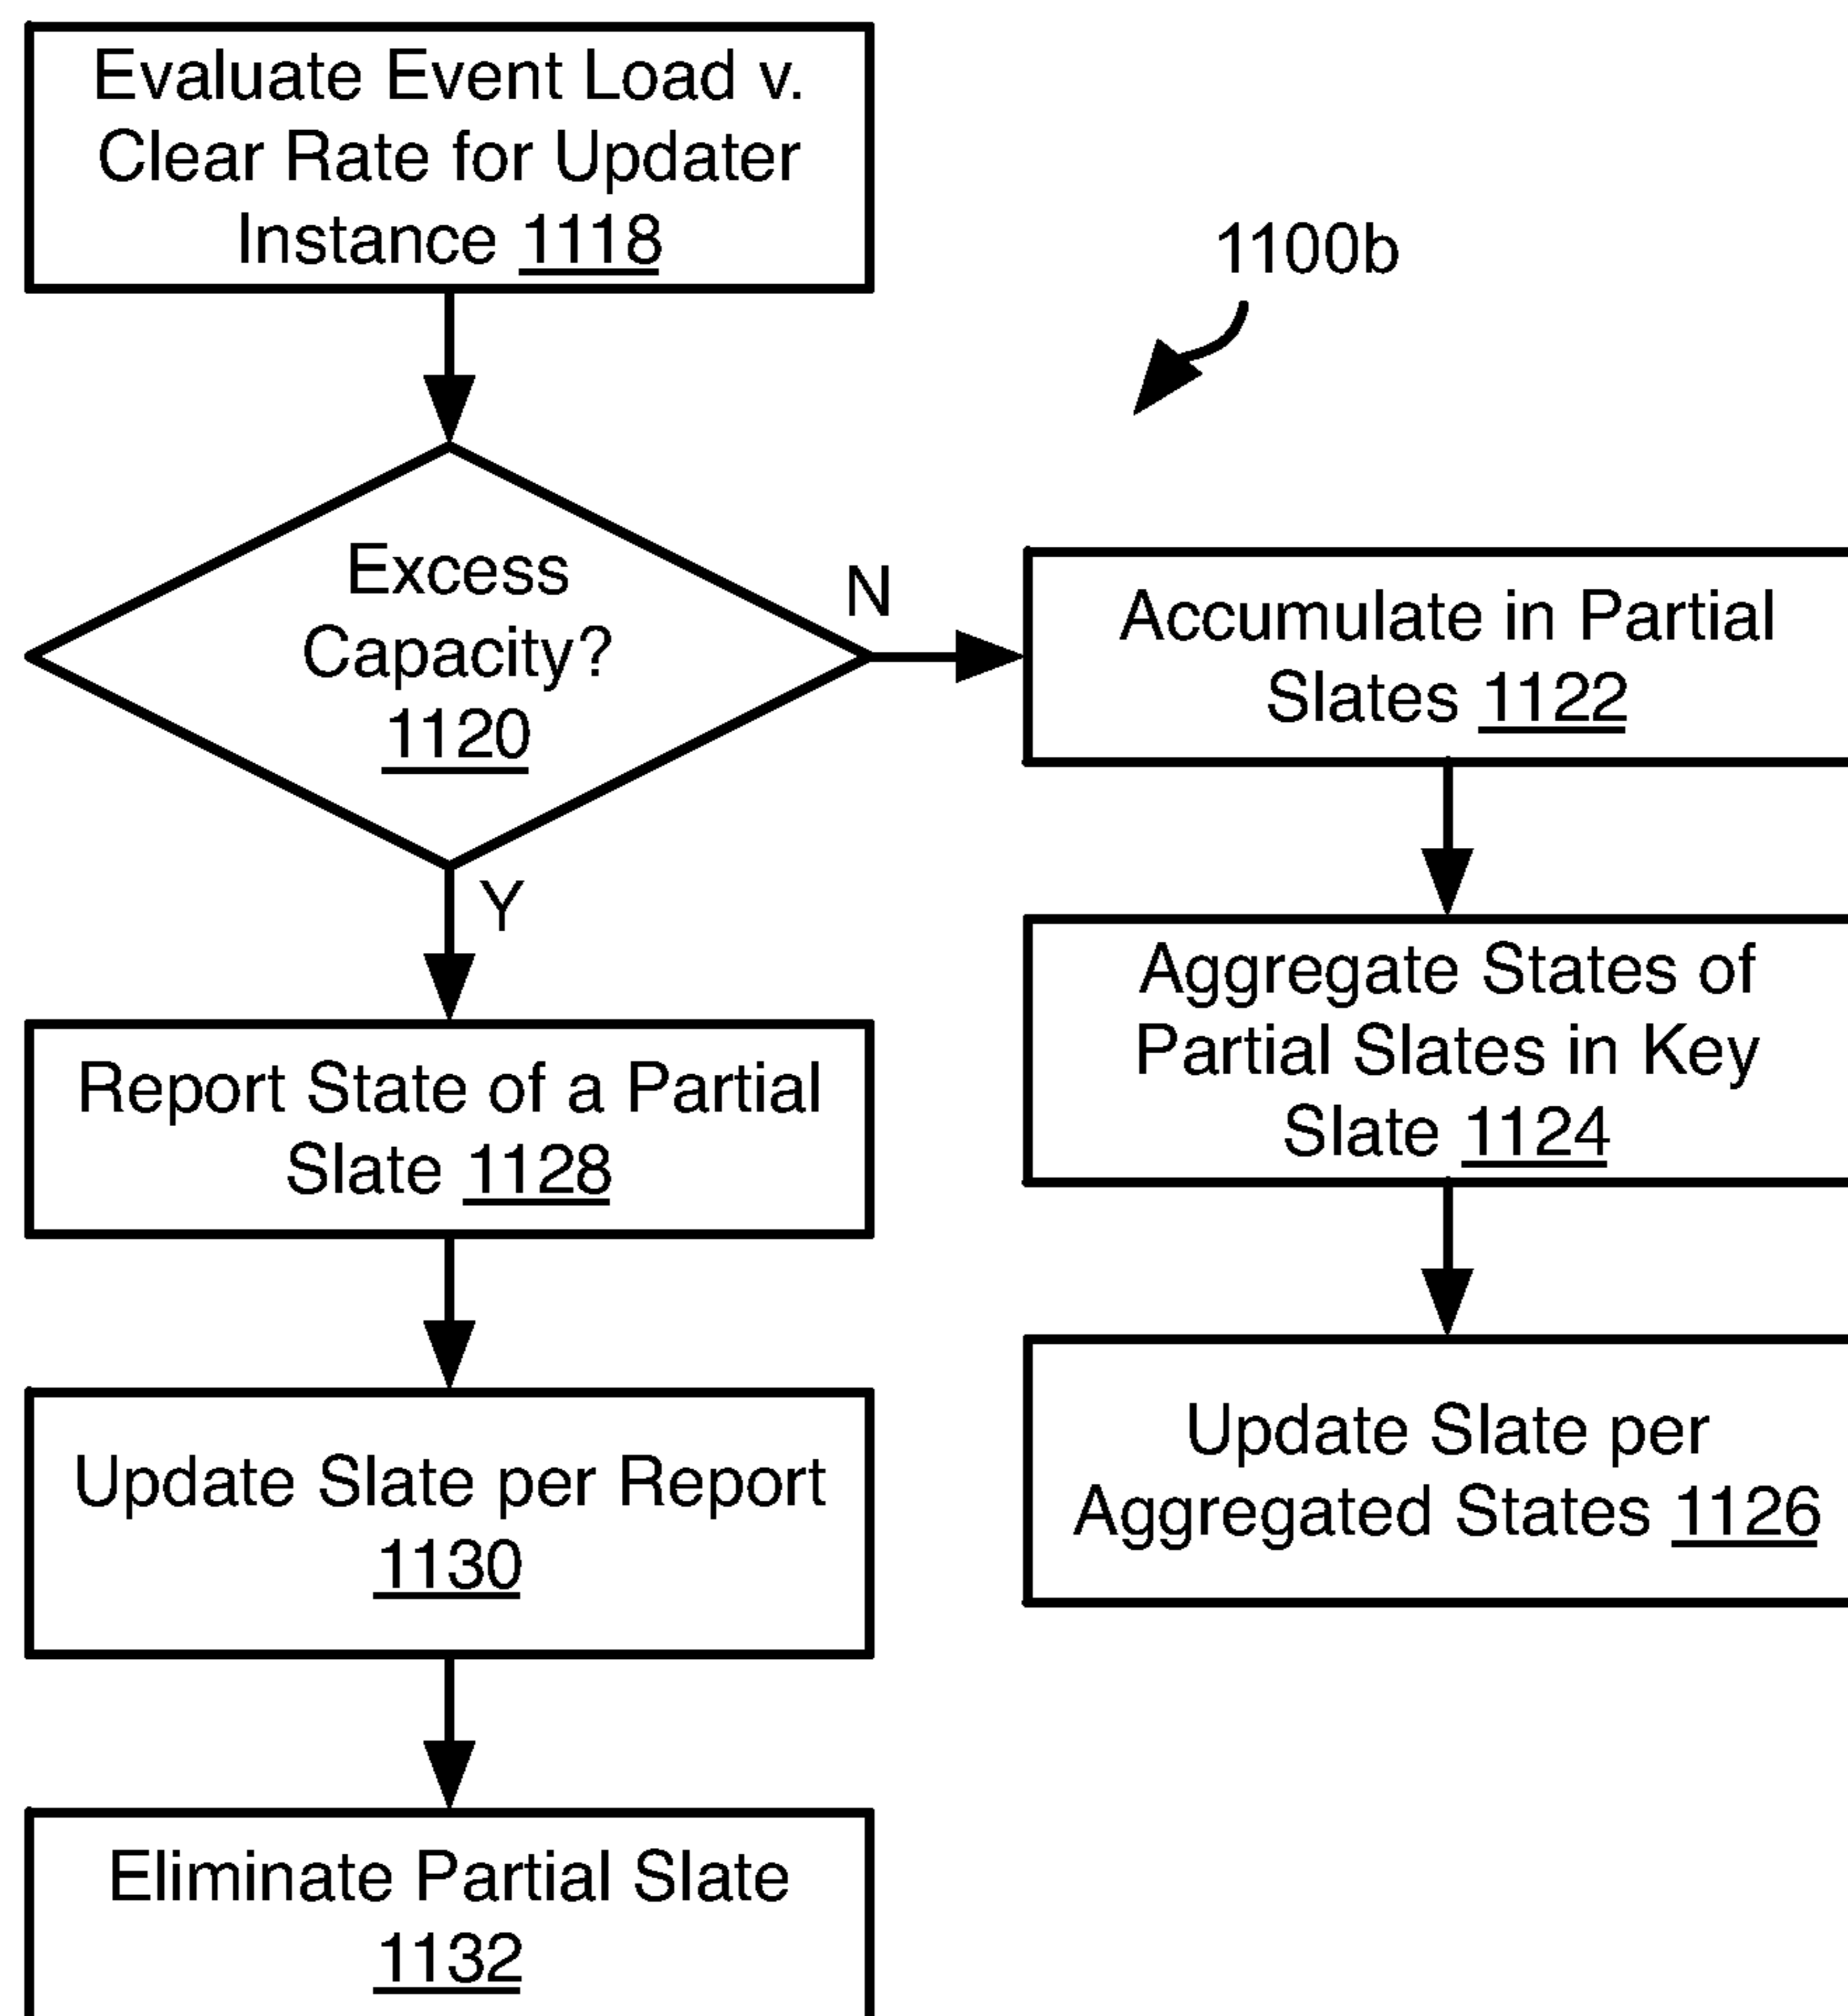 Evaluate Event Load v.
Clear Rate for Updater
Instance 1118
1100b
Excess
Capacity?
1120
N
Y
Accumulate in Partial
Slates 1122
Aggregate States of
Partial Slates in Key
Slate 1124
Update Slate per
Aggregated States 1126
Report State of a Partial
Slate 1128
Update Slate per Report
1130
Eliminate Partial Slate
1132